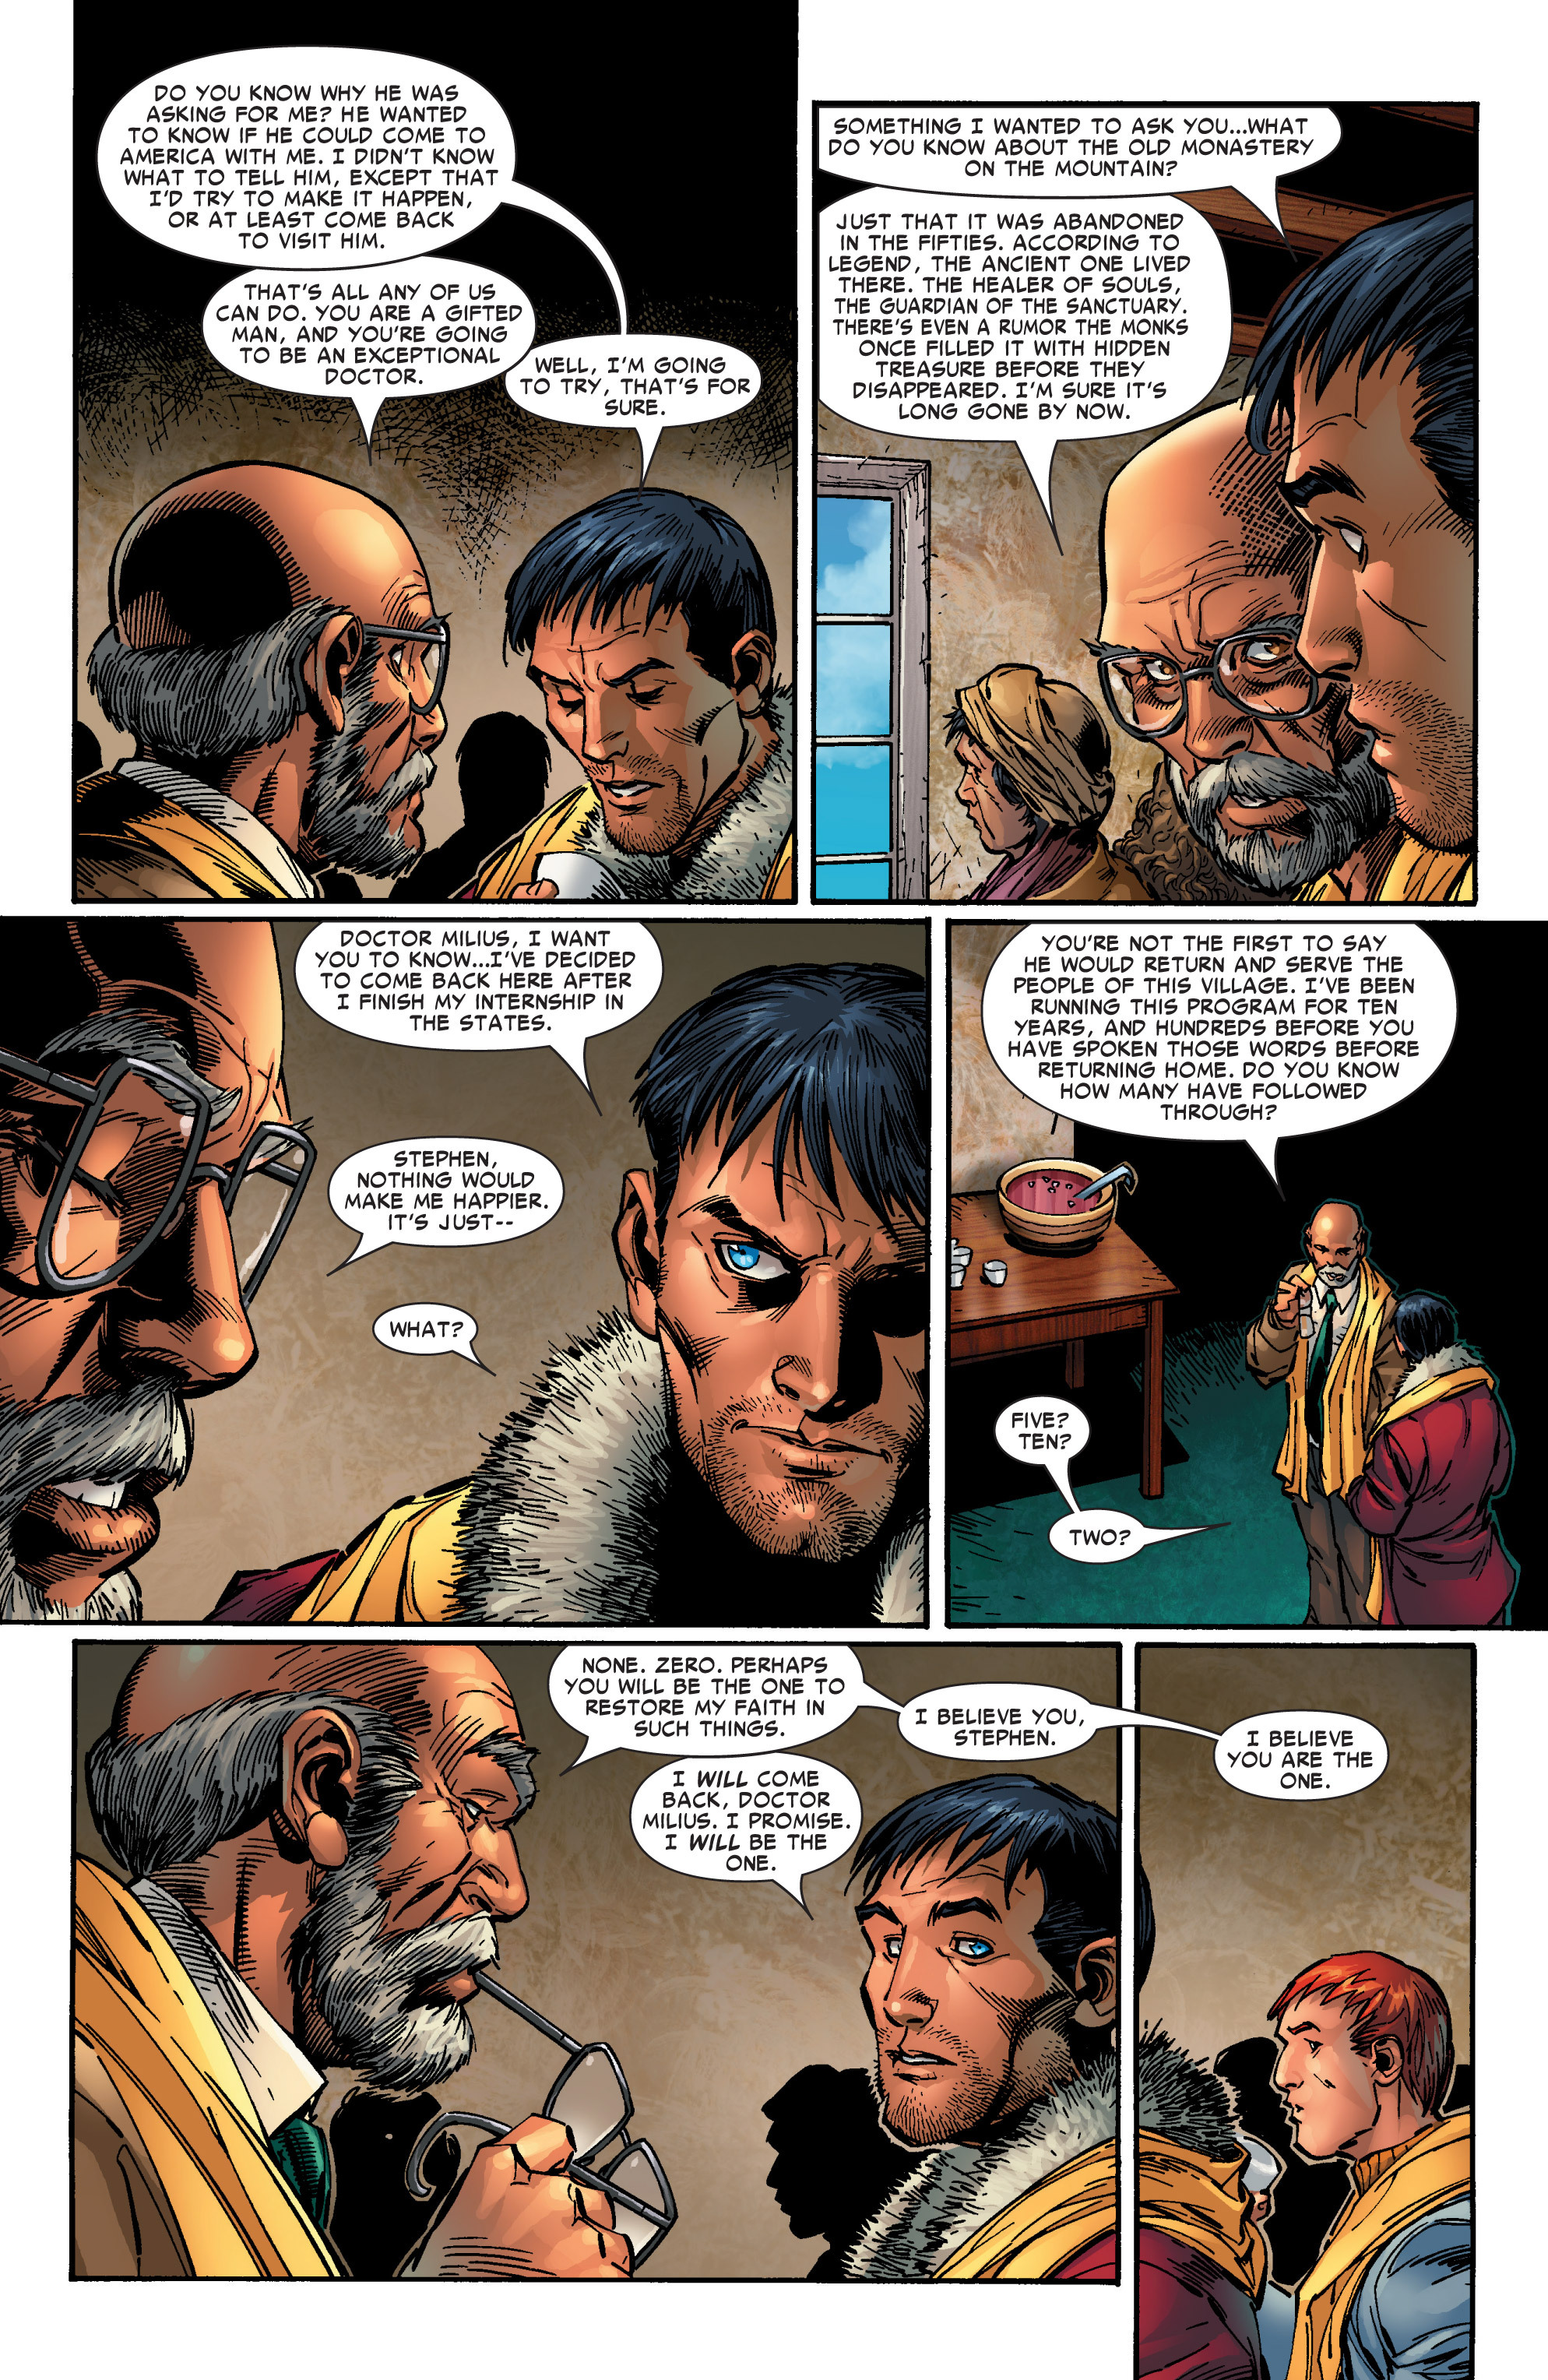 DO YOU KNOW WHY HE WAS
ASKING FOR ME? HE WANTED
TO KNOW IF HE COULD COME TO
AMERICA WITH ME. I DIDN'T KNOW
WHAT TO TELL HIM, EXCEPT THAT
I'D TRY TO MAKE IT HAPPEN,
OR AT LEAST COME BACK
TO VISIT HIM.
THAT'S ALL ANY OF US
CAN DO. YOU ARE A GIFTED
MAN, AND YOU'RE GOING
TO BE AN EXCEPTIONAL
DOCTOR.
WELL, I'M GOING
TO TRY, THAT'S FOR
SURE.
SOMETHING I WANTED TO ASK YOU...WHAT
DO YOU KNOW ABOUT THE OLD MONASTERY
ON THE MOUNTAIN?
JUST THAT IT WAS ABANDONED
IN THE FIFTIES. ACCORDING TO
LEGEND, THE ANCIENT ONE LIVED
THERE. THE HEALER OF SOULS,
THE GUARDIAN OF THE SANCTUARY.
THERE'S EVEN A RUMOR THE MONKS
ONCE FILLED IT WITH HIDDEN
TREASURE BEFORE THEY
DISAPPEARED. I'M SURE IT'S
LONG GONE BY NOW.
DOCTOR MILIUS, I WANT
YOU TO KNOW...I'VE DECIDED
TO COME BACK HERE AFTER
I FINISH MY INTERNSHIP IN
THE STATES.
STEPHEN,
NOTHING WOULD
MAKE ME HAPPIER.
IT'S JUST--
WHAT?
YOU'RE NOT THE FIRST TO SAY
HE WOULD RETURN AND SERVE THE
PEOPLE OF THIS VILLAGE. I'VE BEEN
RUNNING THIS PROGRAM FOR TEN
YEARS, AND HUNDREDS BEFORE YOU
HAVE SPOKEN THOSE WORDS BEFORE
RETURNING HOME. DO YOU KNOW
HOW MANY HAVE FOLLOWED
THROUGH?
FIVE?
TEN?
TWO?
NONE. ZERO. PERHAPS
YOU WILL BE THE ONE TO
RESTORE MY FAITH IN
SUCH THINGS.
I WILL COME
BACK, DOCTOR
MILIUS. I PROMISE.
I WILL BE THE
ONE.
I BELIEVE YOU,
STEPHEN.
I BELIEVE
YOU ARE THE
ONE.